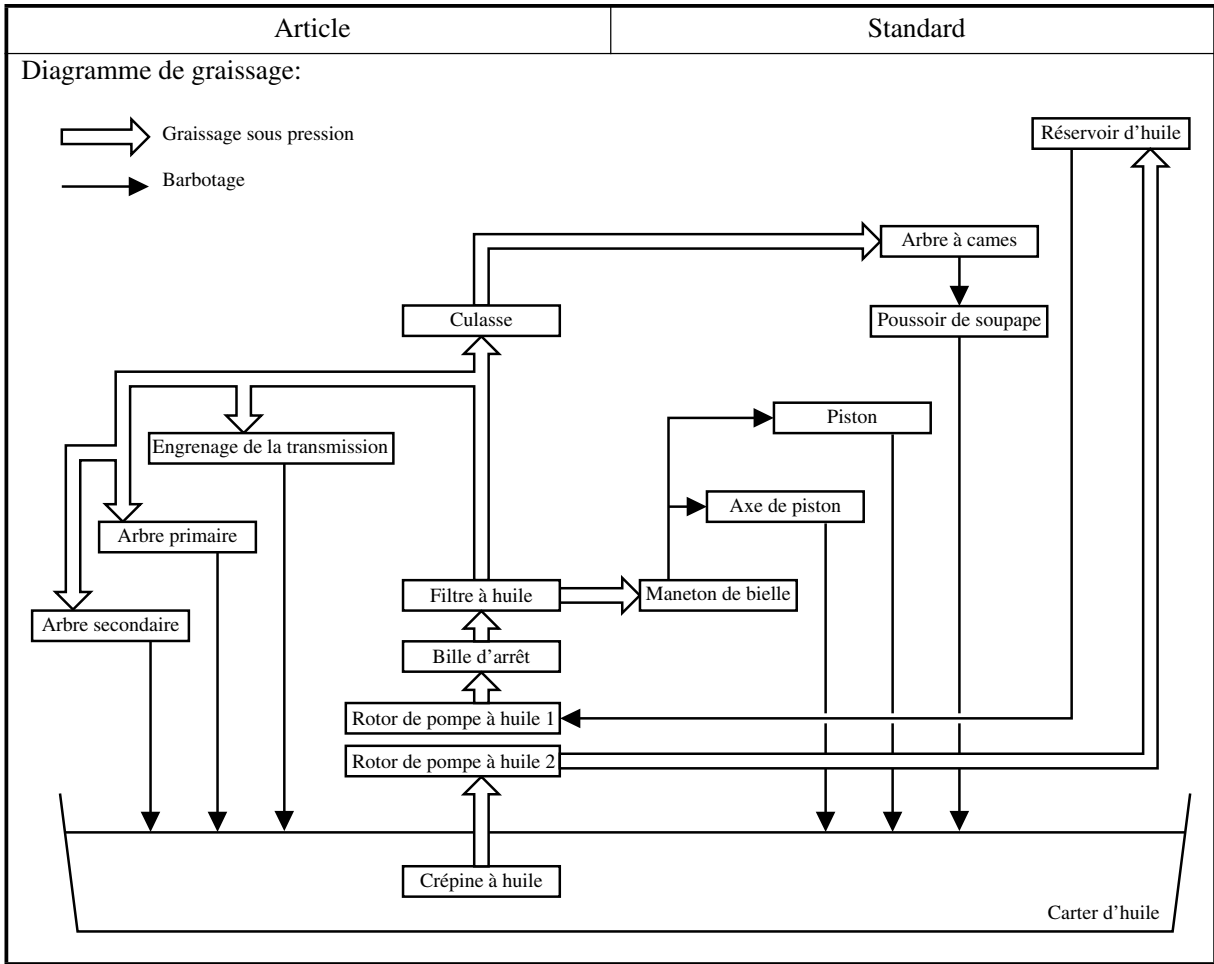 Article
Standard
Diagramme de graissage:
Graissage sous pression
Barbotage
Réservoir d’huile
Arbre à cames
Culasse
Poussoir de soupape
Piston
Engrenage de la transmission
Axe de piston
Arbre primaire
Filtre à huile
Maneton de bielle
Arbre secondaire
Bille d’arrêt
Rotor de pompe à huile 1
Rotor de pompe à huile 2
Crépine à huile
Carter d’huile